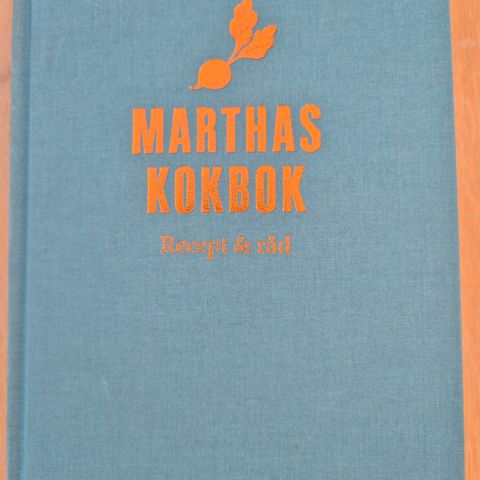 MARTHAS
KOKBOK
Recept & råd